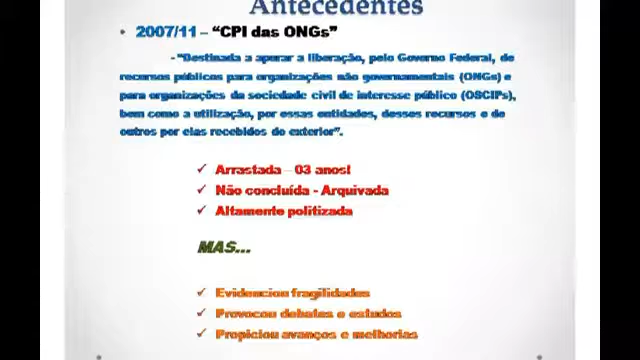 Antecedentes
• 2007/11 – “CPI das ONGs”
- “Destinada a apurar a liberação, pelo Governo Federal, de
recursos públicos para organizações não governamentais (ONGs) e
para organizações da sociedade civil de interesse público (OSCIPs),
bem como a utilização, por essas entidades, desses recursos e de
outros por elas recebidos do exterior”.
✓ Arrastada – 03 anos!
✓ Não concluída - Arquivada
✓ Altamente politizada
MAS...
✓ Evidenciou fragilidades
✓ Provocou debates e estudos
✓ Propiciou avanços e melhorias